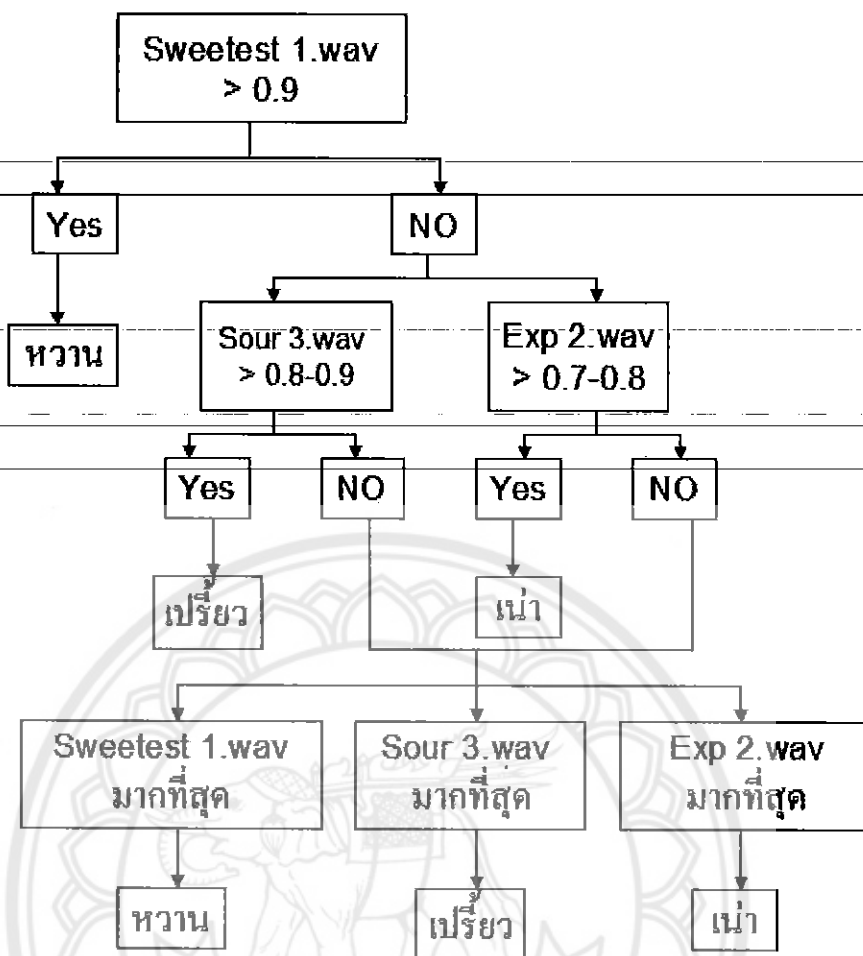 Sweetest 1.wav
> 0.9
Yes
NO
หวาน
Sour 3.wav
> 0.8-0.9
Exp 2.wav
> 0.7-0.8
Yes
NO
Yes
NO
เปรี้ยว
เน่า
Sweetest 1.wav
มากที่สุด
Sour 3.wav
มากที่สุด
Exp 2.wav
มากที่สุด
หวาน
เปรี้ยว
เน่า